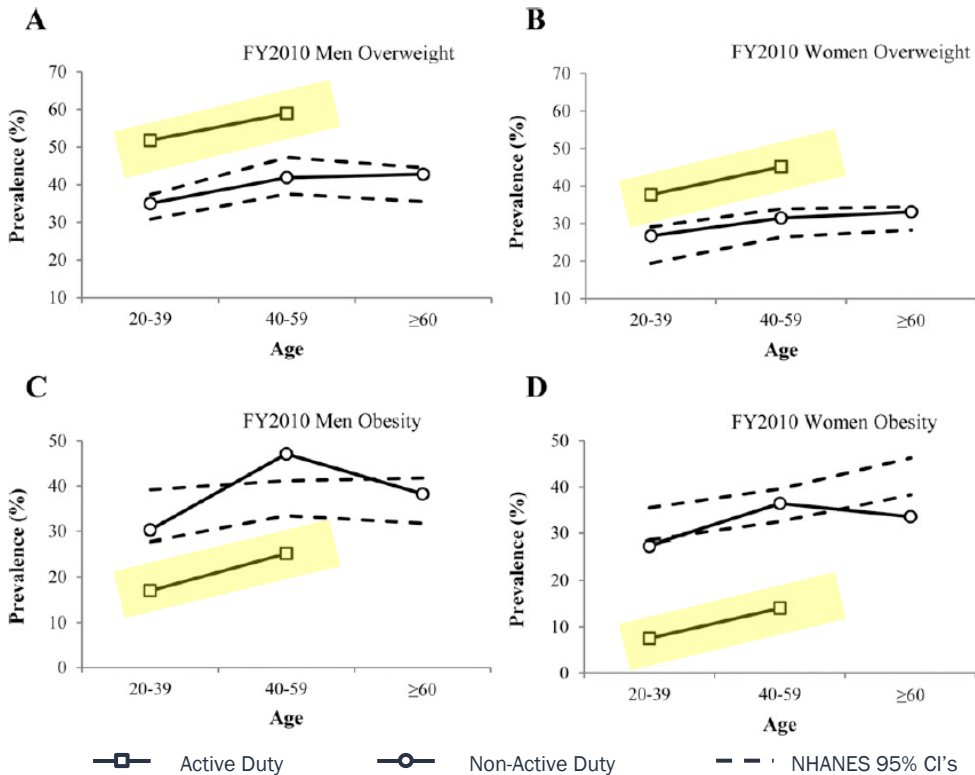 A
FY2010 Men Overweight
Prevalence (%)
70
60
50
40
30
20
10
20-39
40-59
≥60
Age
B
FY2010 Women Overweight
Prevalence (%)
70
60
50
40
30
20
10
20-39
40-59
≥60
Age
C
FY2010 Men Obesity
Prevalence (%)
50
40
30
20
10
0
20-39
40-59
≥60
Age
D
FY2010 Women Obesity
Prevalence (%)
50
40
30
20
10
0
20-39
40-59
≥60
Age
Active Duty
Non-Active Duty
NHANES 95% CI's